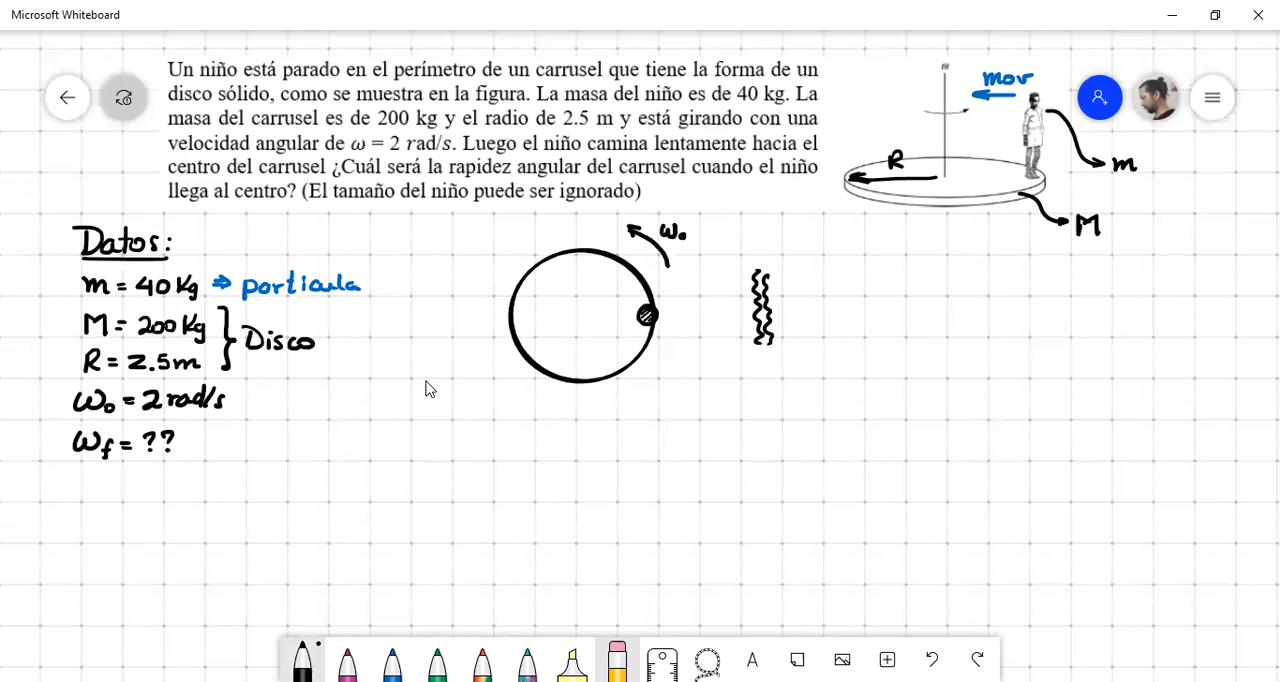 Microsoft Whiteboard
Un niño está parado en el perímetro de un carrusel que tiene la forma de un
disco sólido, como se muestra en la figura. La masa del niño es de 40 kg. La
masa del carrusel es de 200 kg y el radio de 2.5 m y está girando con una
velocidad angular de ω = 2 rad/s. Luego el niño camina lentamente hacia el
centro del carrusel ¿Cuál será la rapidez angular del carrusel cuando el niño
llega al centro? (El tamaño del niño puede ser ignorado)
ω
mov
R
m
M
Datos:
m = 40 Kg ⇒ particula
M = 200 Kg
R = 2.5 m
} Disco
ω₀ = 2 rad/s
ωf = ??
ω₀
A